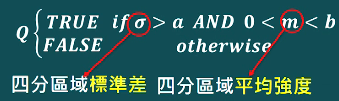 Q { TRUE if σ > a AND 0 < m < b
FALSE otherwise
四分區域標準差 四分區域平均強度